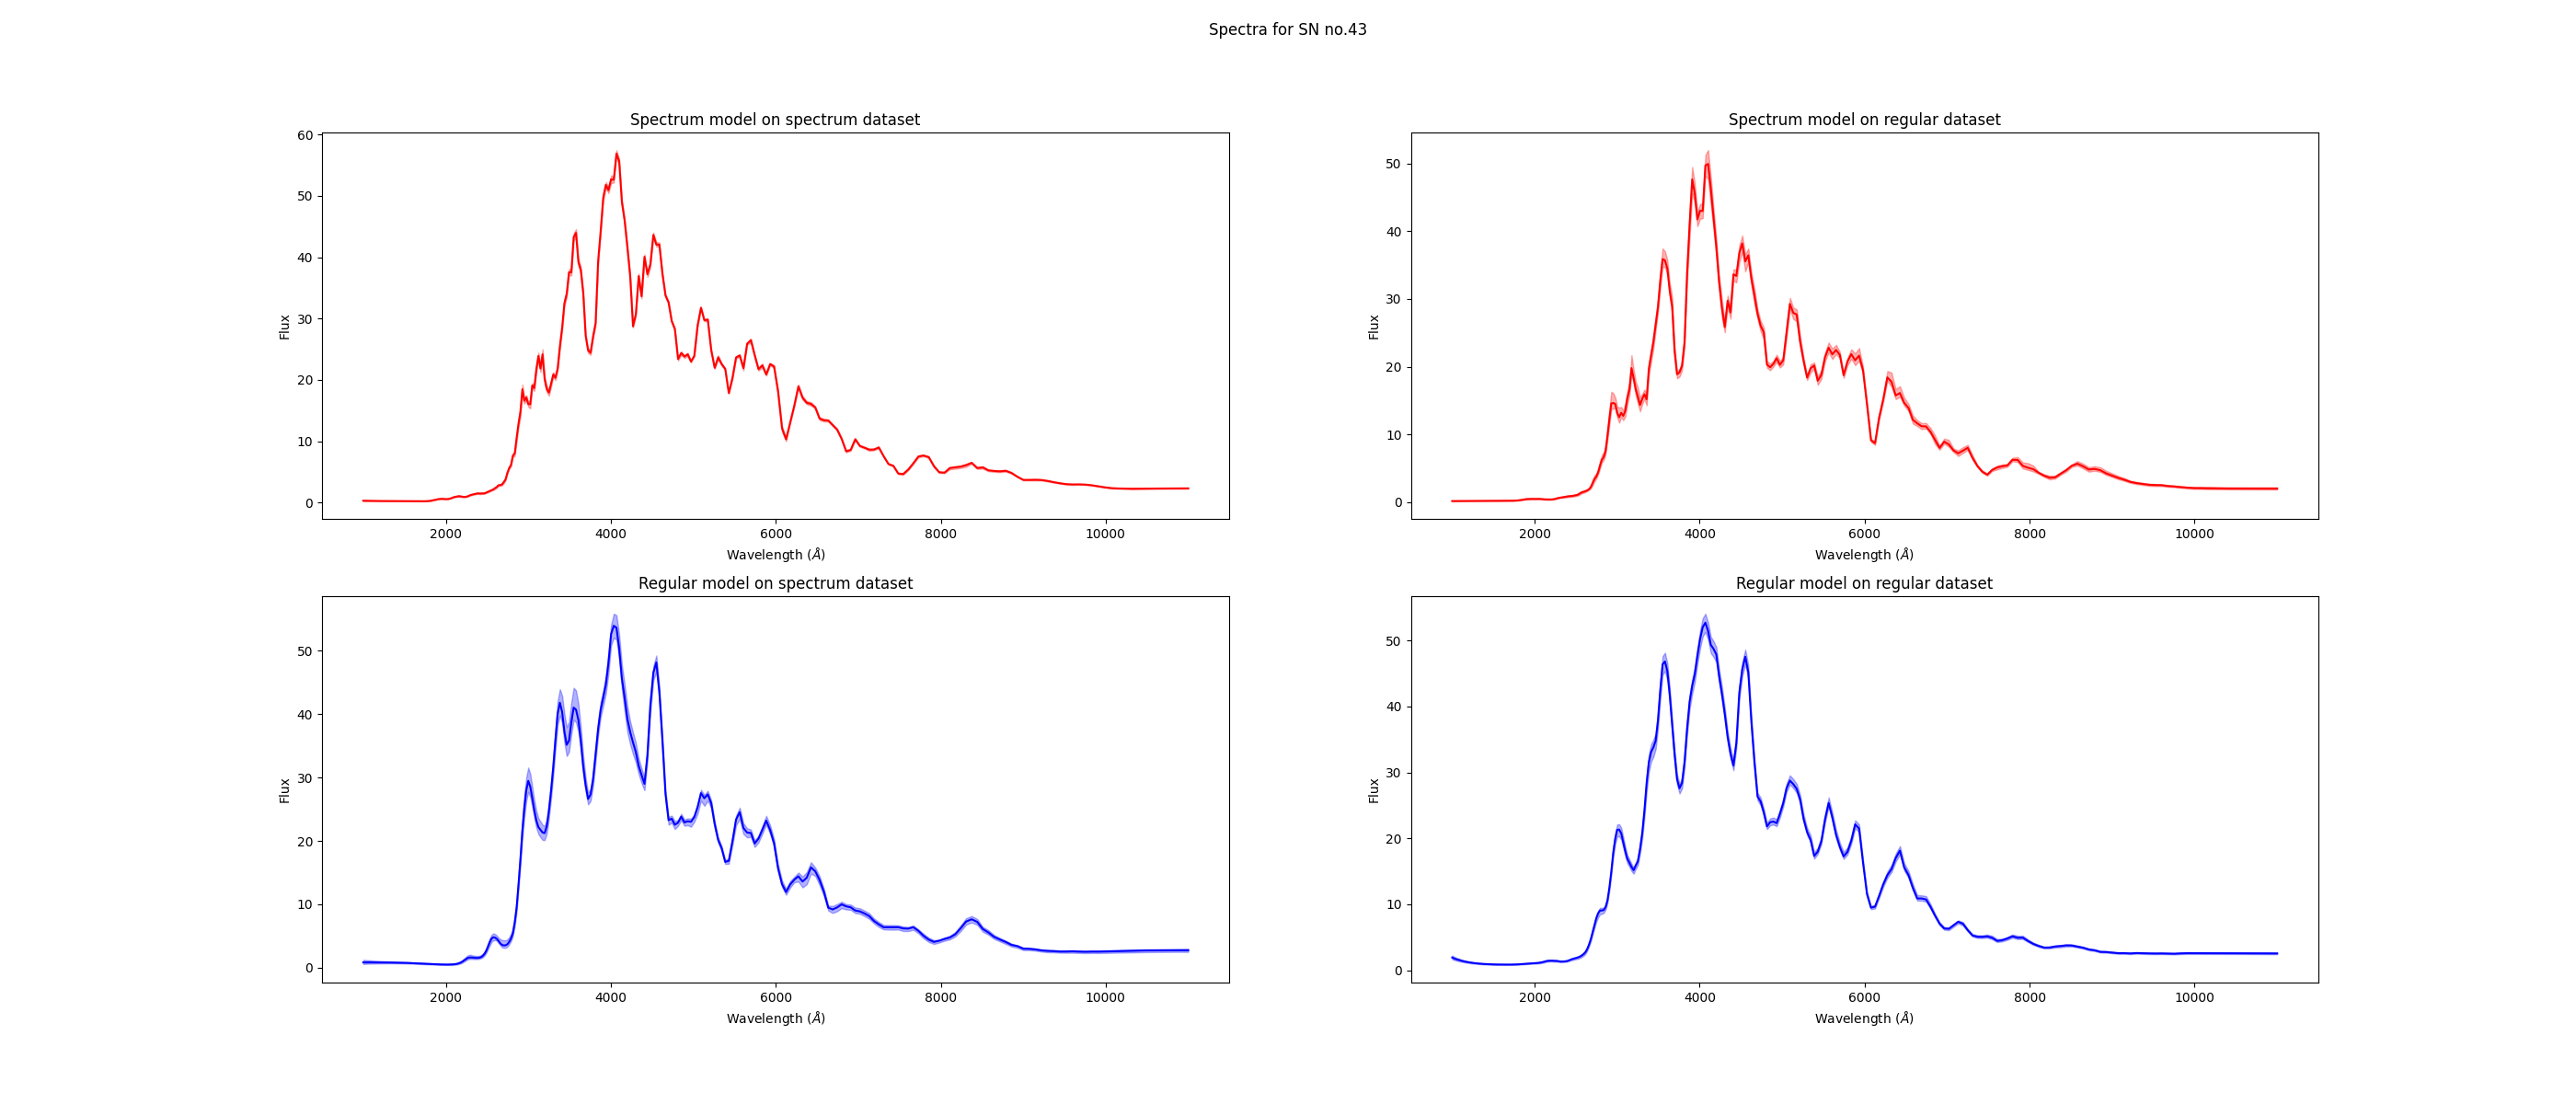 Spectra for SN no.43
Spectrum model on spectrum dataset
60
50
40
30
20
10
0
Flux
2000 4000 6000 8000 10000
Wavelength (Å)
Spectrum model on regular dataset
50
40
30
20
10
0
Flux
2000 4000 6000 8000 10000
Wavelength (Å)
Regular model on spectrum dataset
50
40
30
20
10
0
Flux
2000 4000 6000 8000 10000
Wavelength (Å)
Regular model on regular dataset
50
40
30
20
10
0
Flux
2000 4000 6000 8000 10000
Wavelength (Å)